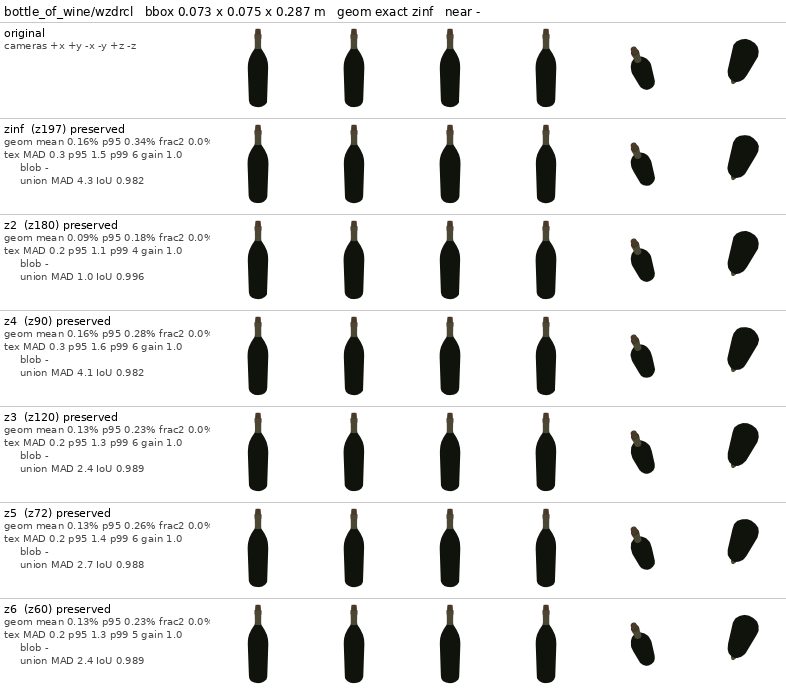 bottle_of_wine/wzdrcl bbox 0.073 x 0.075 x 0.287 m geom exact zinf near -
original
cameras +x +y -x -y +z -z
zinf (z197) preserved
geom mean 0.16% p95 0.34% frac2 0.0%
tex MAD 0.3 p95 1.5 p99 6 gain 1.0
blob -
union MAD 4.3 IoU 0.982
z2 (z180) preserved
geom mean 0.09% p95 0.18% frac2 0.0%
tex MAD 0.2 p95 1.1 p99 4 gain 1.0
blob -
union MAD 1.0 IoU 0.996
z4 (z90) preserved
geom mean 0.16% p95 0.28% frac2 0.0%
tex MAD 0.3 p95 1.6 p99 6 gain 1.0
blob -
union MAD 4.1 IoU 0.982
z3 (z120) preserved
geom mean 0.13% p95 0.23% frac2 0.0%
tex MAD 0.2 p95 1.3 p99 6 gain 1.0
blob -
union MAD 2.4 IoU 0.989
z5 (z72) preserved
geom mean 0.13% p95 0.26% frac2 0.0%
tex MAD 0.2 p95 1.4 p99 6 gain 1.0
blob -
union MAD 2.7 IoU 0.988
z6 (z60) preserved
geom mean 0.13% p95 0.23% frac2 0.0%
tex MAD 0.2 p95 1.3 p99 5 gain 1.0
blob -
union MAD 2.4 IoU 0.989